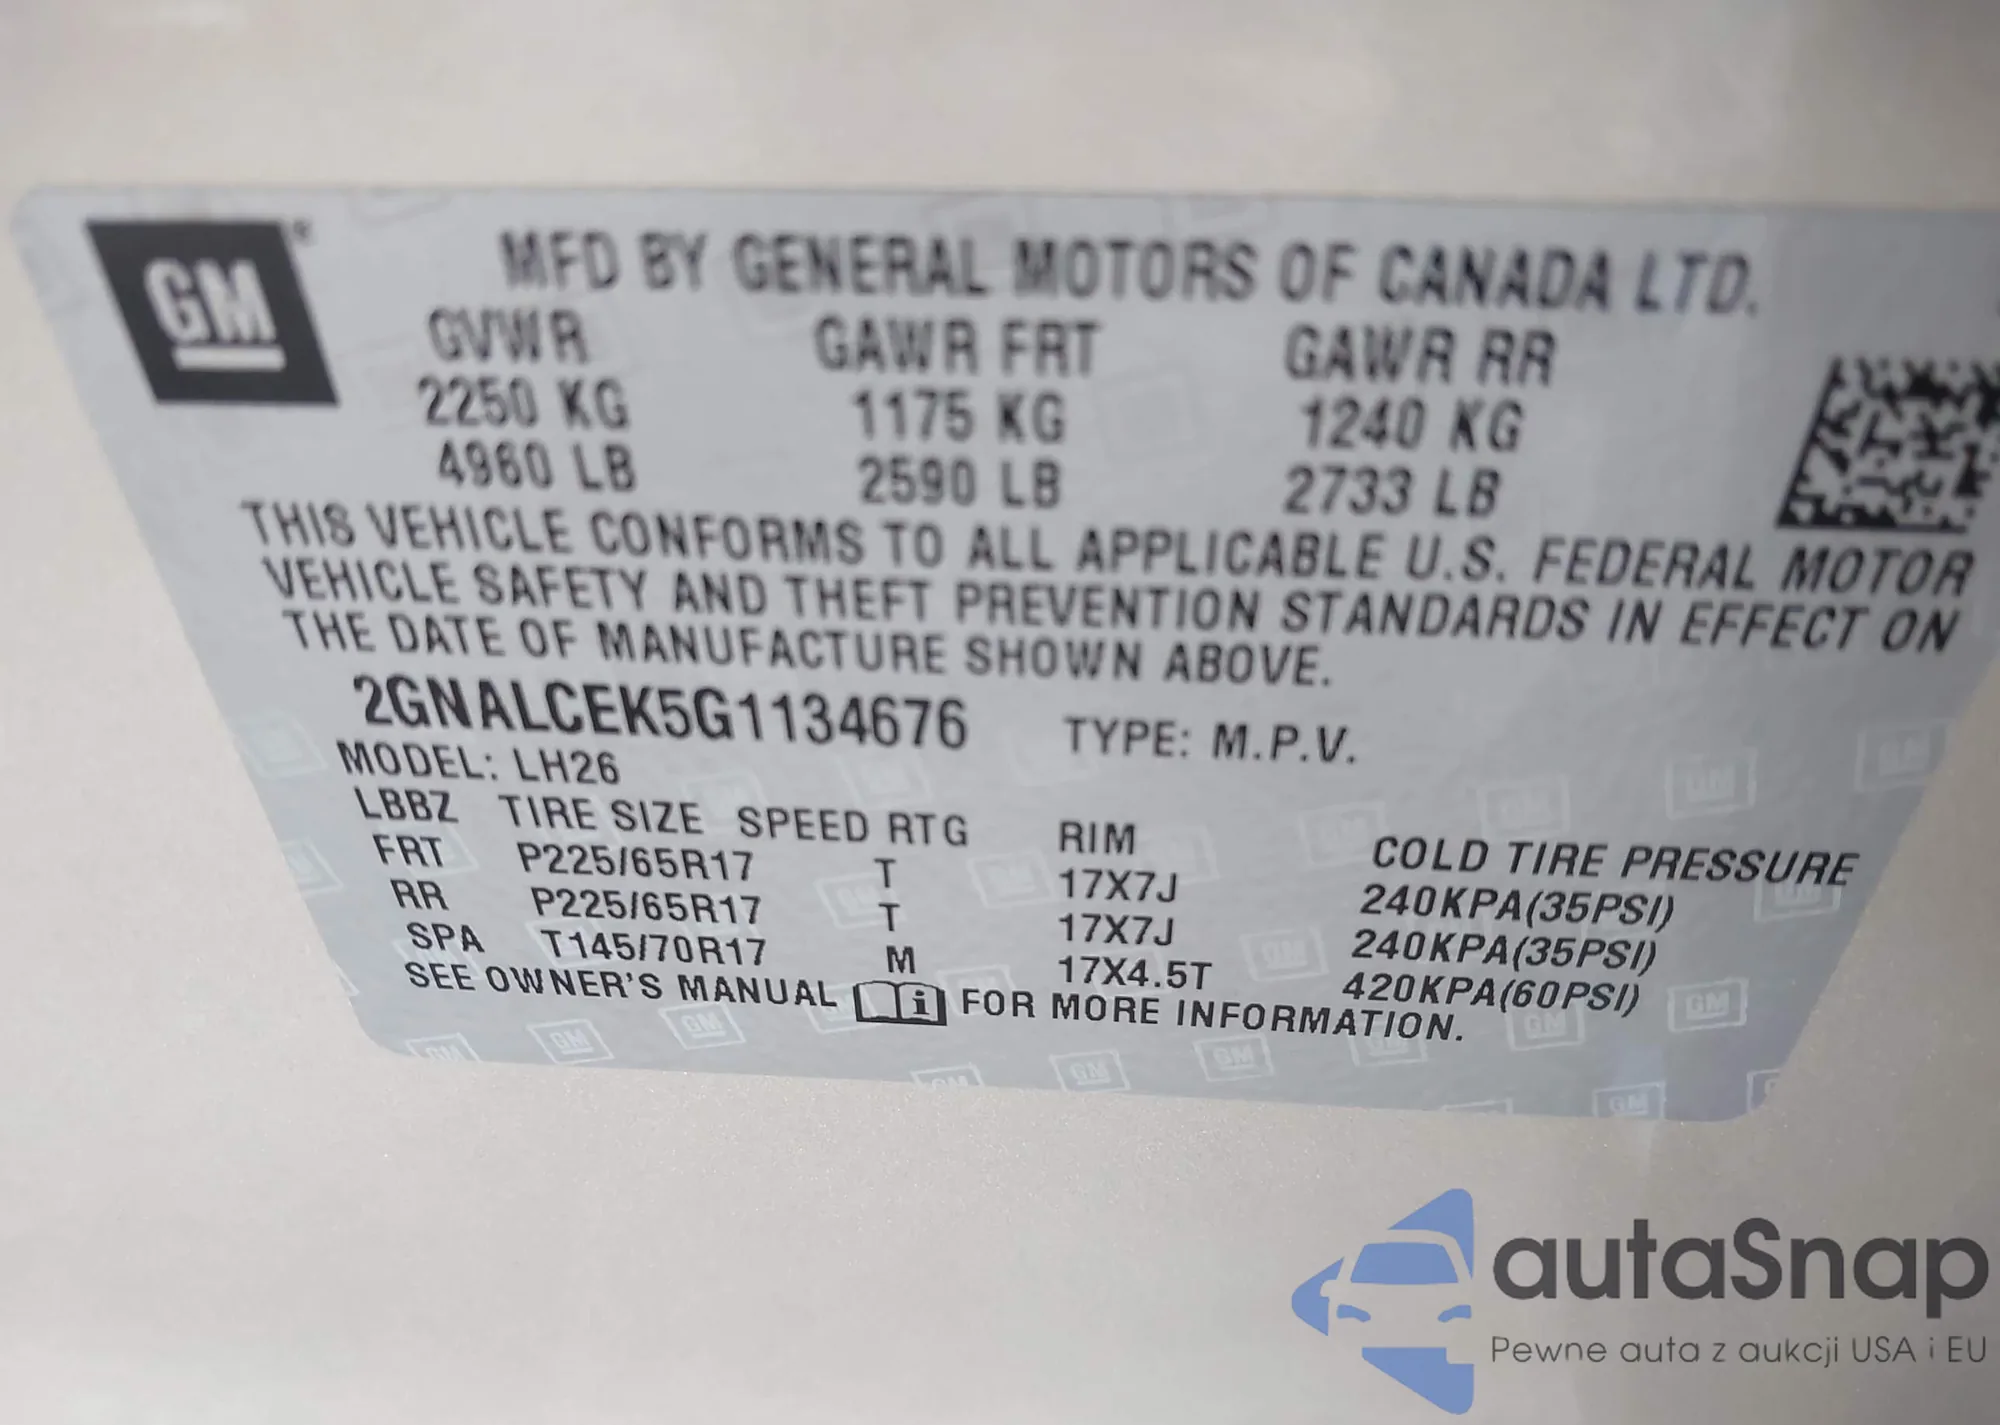 GM
MFD BY GENERAL MOTORS OF CANADA LTD.
GVWR GAWR FRT GAWR RR
2250 KG 1175 KG 1240 KG
4960 LB 2590 LB 2733 LB
THIS VEHICLE CONFORMS TO ALL APPLICABLE U.S. FEDERAL MOTOR
VEHICLE SAFETY AND THEFT PREVENTION STANDARDS IN EFFECT ON
THE DATE OF MANUFACTURE SHOWN ABOVE.
2GNALCEK5G1134676 TYPE: M.P.V.
MODEL: LH26
LBBZ TIRE SIZE SPEED RTG RIM COLD TIRE PRESSURE
FRT P225/65R17 T 17X7J 240KPA(35PSI)
RR P225/65R17 T 17X7J 240KPA(35PSI)
SPA T145/70R17 M 17X4.5T 420KPA(60PSI)
SEE OWNER'S MANUAL i FOR MORE INFORMATION.
autaSnap
Pewne auta z aukcji USA i EU